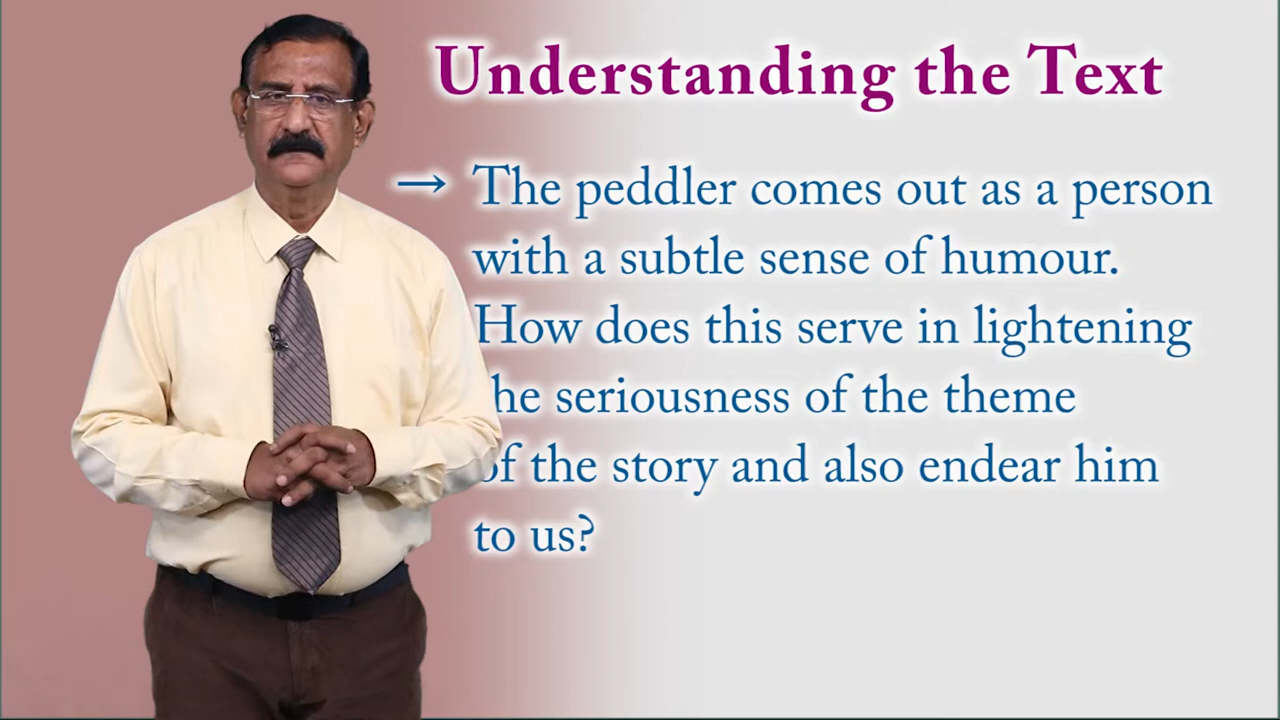 Understanding the Text
→ The peddler comes out as a person
with a subtle sense of humour.
How does this serve in lightening
he seriousness of the theme
of the story and also endear him
to us?